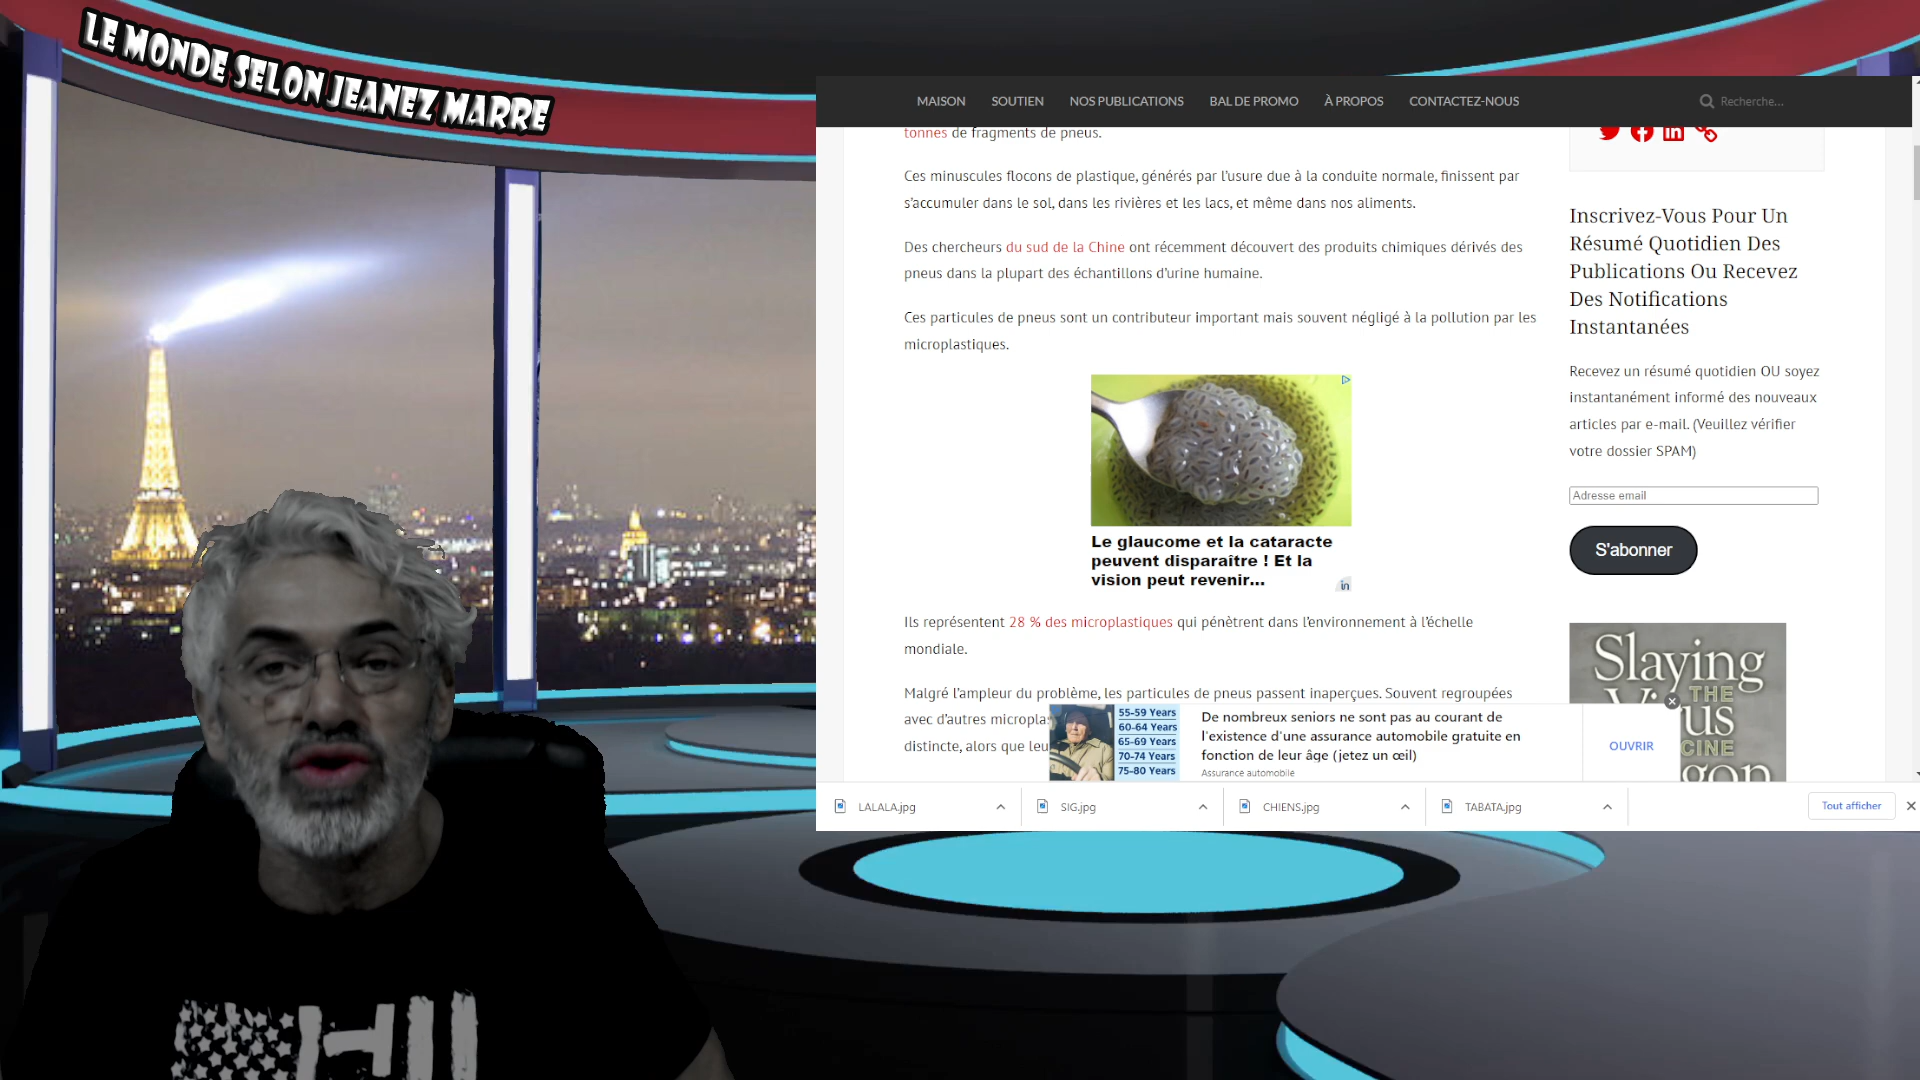 LE MONDE SELON JEANEZ MARRE
MAISON SOUTIEN NOS PUBLICATIONS BAL DE PROMO À PROPOS CONTACTEZ-NOUS Recherche...
tonnes de fragments de pneus.
Ces minuscules flocons de plastique, générés par l'usure due à la conduite normale, finissent par
s'accumuler dans le sol, dans les rivières et les lacs, et même dans nos aliments.
Des chercheurs du sud de la Chine ont récemment découvert des produits chimiques dérivés des
pneus dans la plupart des échantillons d'urine humaine.
Ces particules de pneus sont un contributeur important mais souvent négligé à la pollution par les
microplastiques.
Le glaucome et la cataracte
peuvent disparaître ! Et la
vision peut revenir...
Ils représentent 28 % des microplastiques qui pénètrent dans l'environnement à l'échelle
mondiale.
Malgré l'ampleur du problème, les particules de pneus passent inaperçues. Souvent regroupées
avec d'autres micropla
distincte, alors que leu
55-59 Years
60-64 Years
65-69 Years
70-74 Years
75-80 Years
De nombreux seniors ne sont pas au courant de
l'existence d'une assurance automobile gratuite en
fonction de leur âge (jetez un œil)
Assurance automobile
OUVRIR
Inscrivez-Vous Pour Un
Résumé Quotidien Des
Publications Ou Recevez
Des Notifications
Instantanées
Recevez un résumé quotidien OU soyez
instantanément informé des nouveaux
articles par e-mail. (Veuillez vérifier
votre dossier SPAM)
Adresse email
S'abonner
Slaying
THE
LALALA.jpg SIG.jpg CHIENS.jpg TABATA.jpg Tout afficher